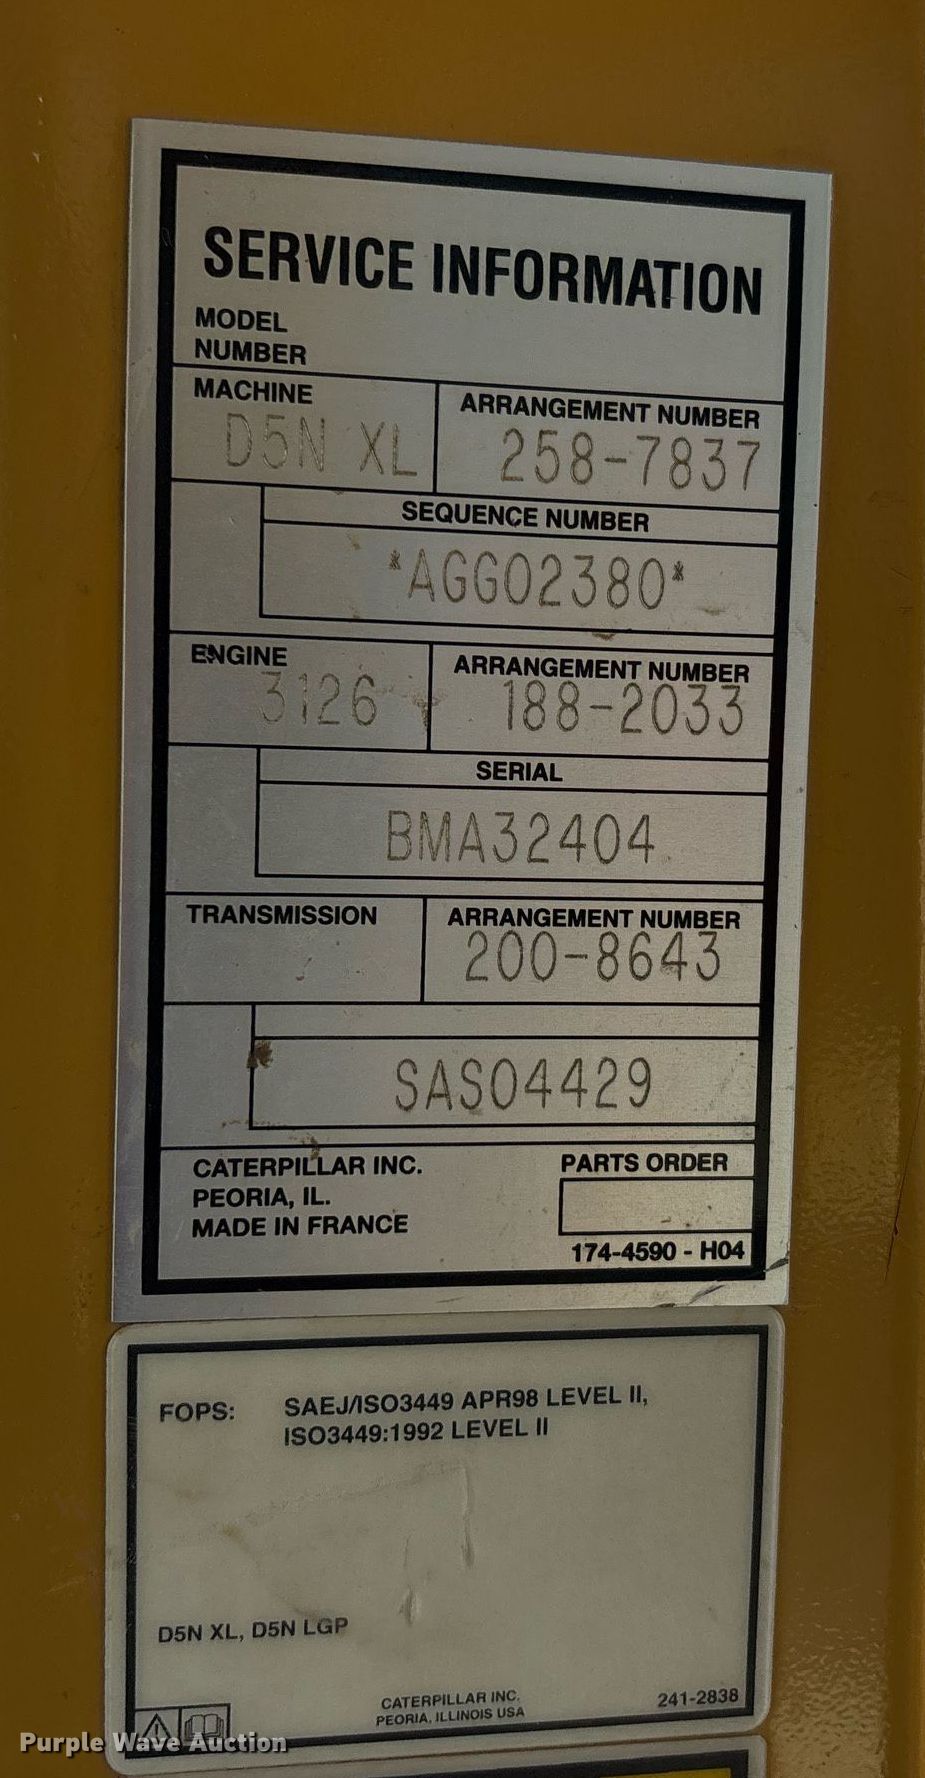 SERVICE INFORMATION
MODEL
NUMBER
MACHINE
D5N XL
ARRANGEMENT NUMBER
258-7837
SEQUENCE NUMBER
*AGG02380*
ENGINE
3126
ARRANGEMENT NUMBER
188-2033
SERIAL
BMA32404
TRANSMISSION
ARRANGEMENT NUMBER
200-8643
SAS04429
CATERPILLAR INC.
PEORIA, IL.
MADE IN FRANCE
PARTS ORDER
174-4590 - H04
FOPS: SAEJ/ISO3449 APR98 LEVEL II,
ISO3449:1992 LEVEL II
D5N XL, D5N LGP
CATERPILLAR INC.
PEORIA, ILLINOIS USA
241-2838
Purple Wave Auction